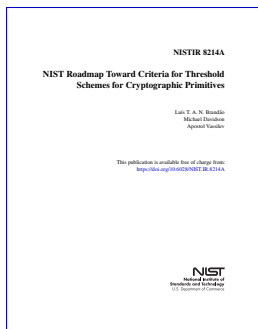 NISTIR 8214A
NIST Roadmap Toward Criteria for Threshold
Schemes for Cryptographic Primitives
Luís T. A. N. Brandão
Michael Davidson
Apostol Vassilev
This publication is available free of charge from:
https://doi.org/10.6028/NIST.IR.8214A
NIST
National Institute of
Standards and Technology
U.S. Department of Commerce